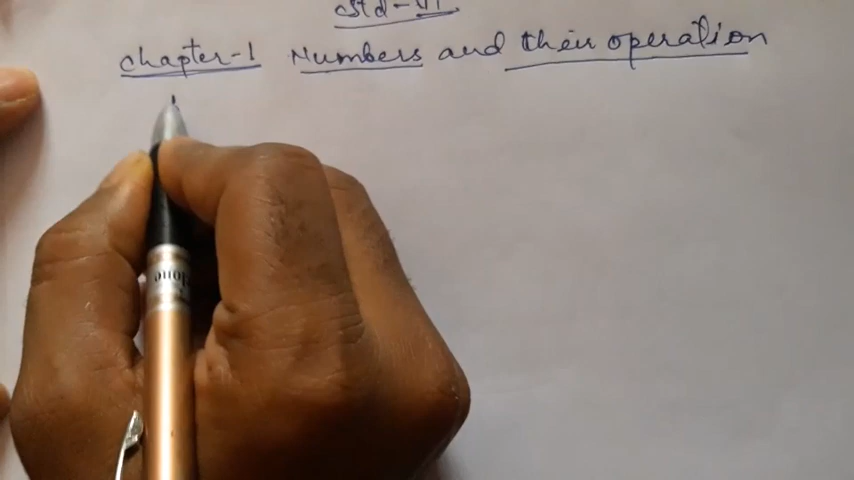 Std - VI
chapter-1 Numbers and their operation